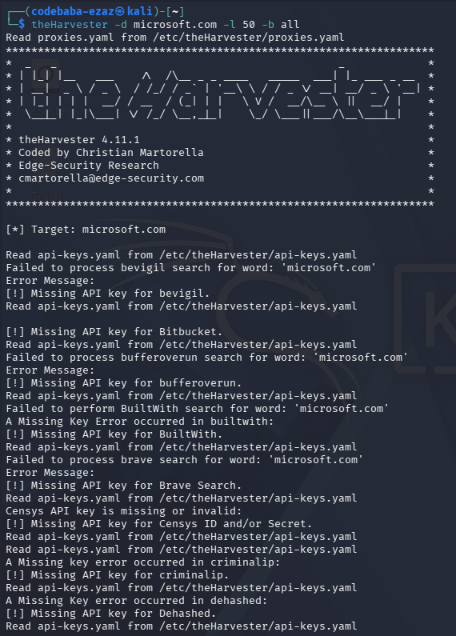 (codebaba-ezaz㉿kali)-[~]
$ theHarvester -d microsoft.com -l 50 -b all
Read proxies.yaml from /etc/theHarvester/proxies.yaml
*******************************************************************
theHarvester
* theHarvester 4.11.1
* Coded by Christian Martorella
* Edge-Security Research
* cmartorella@edge-security.com
*******************************************************************
[*] Target: microsoft.com
Read api-keys.yaml from /etc/theHarvester/api-keys.yaml
Failed to process bevigil search for word: 'microsoft.com'
Error Message:
[!] Missing API key for bevigil.
Read api-keys.yaml from /etc/theHarvester/api-keys.yaml
[!] Missing API key for Bitbucket.
Read api-keys.yaml from /etc/theHarvester/api-keys.yaml
Failed to process bufferoverun search for word: 'microsoft.com'
Error Message:
[!] Missing API key for bufferoverun.
Read api-keys.yaml from /etc/theHarvester/api-keys.yaml
Failed to perform BuiltWith search for word: 'microsoft.com'
A Missing Key Error occurred in builtwith:
[!] Missing API key for BuiltWith.
Read api-keys.yaml from /etc/theHarvester/api-keys.yaml
Failed to process brave search for word: 'microsoft.com'
Error Message:
[!] Missing API key for Brave Search.
Read api-keys.yaml from /etc/theHarvester/api-keys.yaml
Censys API key is missing or invalid:
[!] Missing API key for Censys ID and/or Secret.
Read api-keys.yaml from /etc/theHarvester/api-keys.yaml
Read api-keys.yaml from /etc/theHarvester/api-keys.yaml
A Missing key error occurred in criminalip:
[!] Missing API key for criminalip.
Read api-keys.yaml from /etc/theHarvester/api-keys.yaml
A Missing Key error occurred in dehashed:
[!] Missing API key for Dehashed.
Read api-keys.yaml from /etc/theHarvester/api-keys.yaml